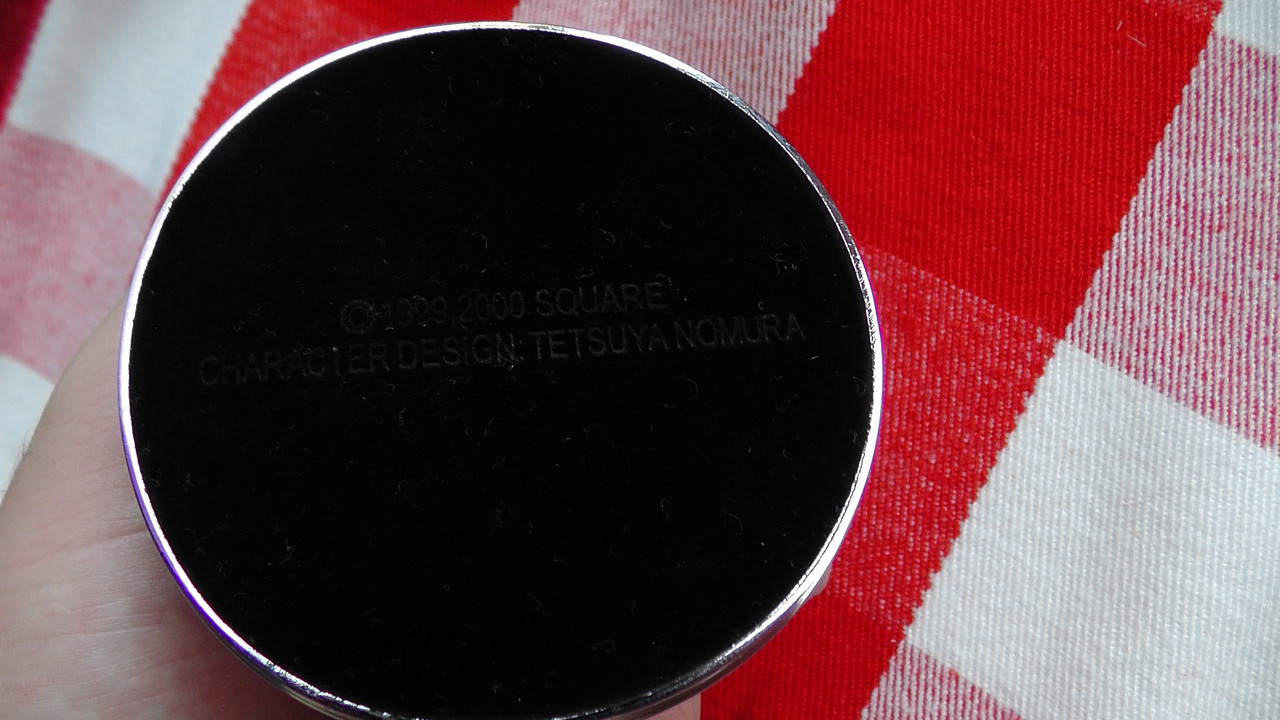 ©1999,2000 SQUARE
CHARACTER DESIGN: TETSUYA NOMURA